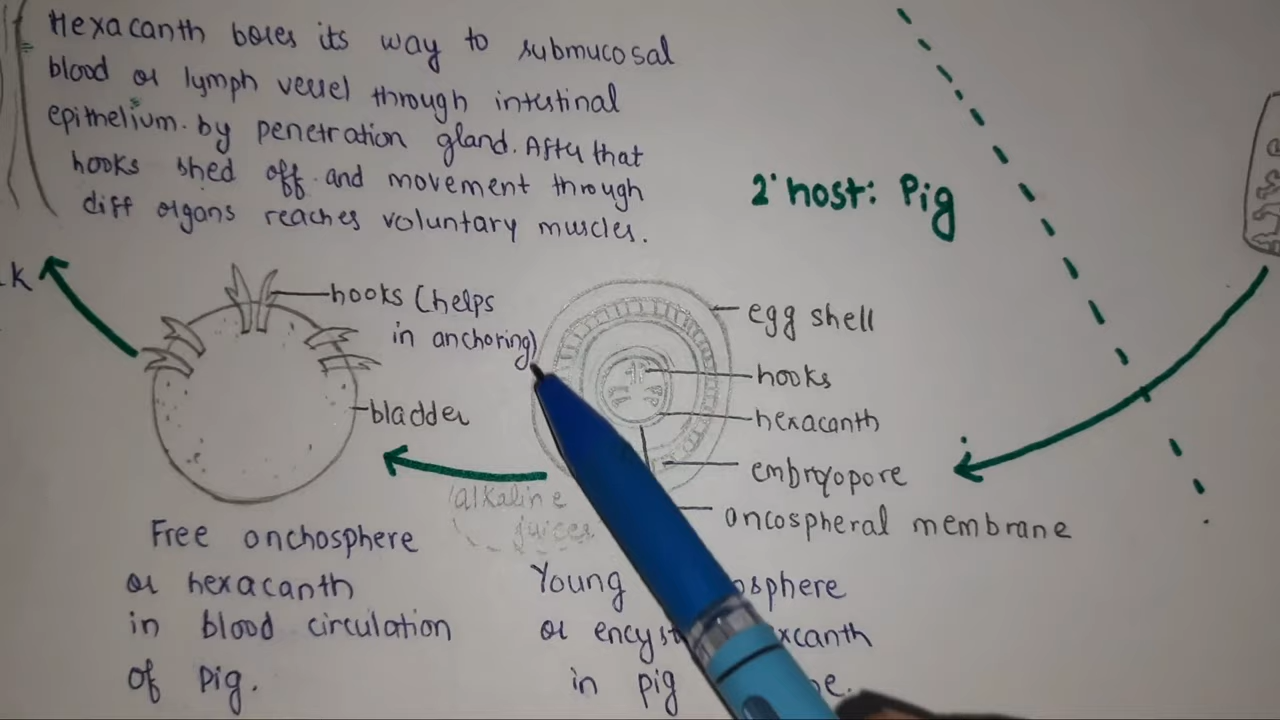 Hexacanth bores its way to submucosal
blood or lymph vessel through intestinal
epithelium. by penetration gland. After that
hooks shed off and movement through
diff organs reaches voluntary muscles.
2° host: Pig
hooks (helps
in anchoring)
bladder
egg shell
hooks
hexacanth
embryopore
oncospheral membrane
alkaline
juices
Free onchosphere
or hexacanth
in blood circulation
of pig.
Young
or
in pig